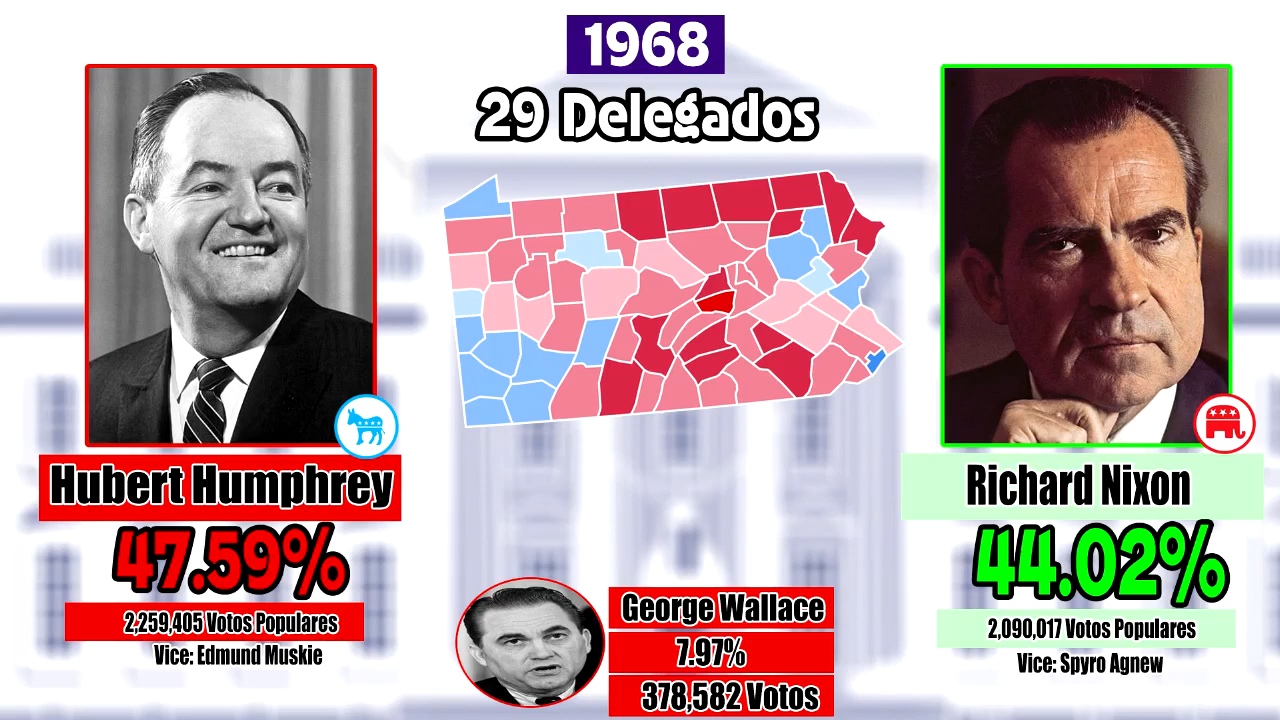 1968
29 Delegados
Hubert Humphrey
47.59%
2,259,405 Votos Populares
Vice: Edmund Muskie
George Wallace
7.97%
378,582 Votos
Richard Nixon
44.02%
2,090,017 Votos Populares
Vice: Spyro Agnew